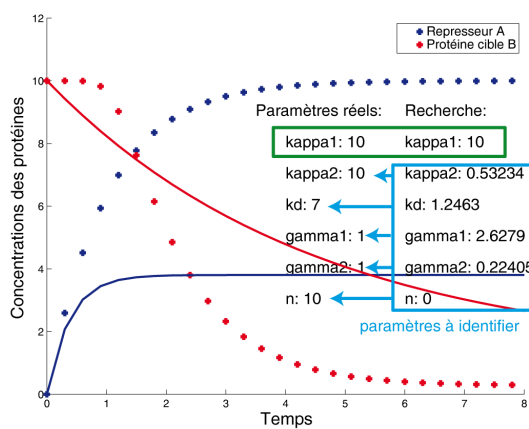 Represseur A
Protéine cible B
Concentrations des protéines
12
10
8
6
4
2
0
Paramètres réels: Recherche:
kappa1: 10 kappa1: 10
kappa2: 10 kappa2: 0.53234
kd: 7 kd: 1.2463
gamma1: 1 gamma1: 2.6279
gamma2: 1 gamma2: 0.22405
n: 10 n: 0
paramètres à identifier
0 1 2 3 4 5 6 7 8
Temps